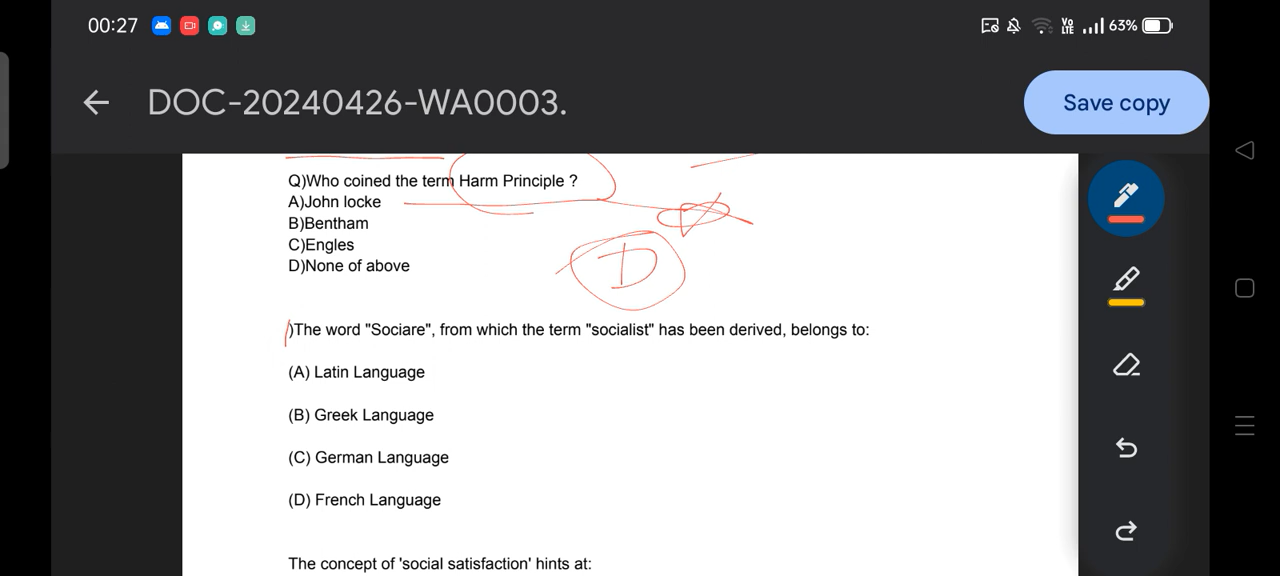 00:27
Vo LTE 63%
DOC-20240426-WA0003.
Save copy
Q)Who coined the term Harm Principle ?
A)John locke
B)Bentham
C)Engles
D)None of above
D
)The word "Sociare", from which the term "socialist" has been derived, belongs to:
(A) Latin Language
(B) Greek Language
(C) German Language
(D) French Language
The concept of 'social satisfaction' hints at: